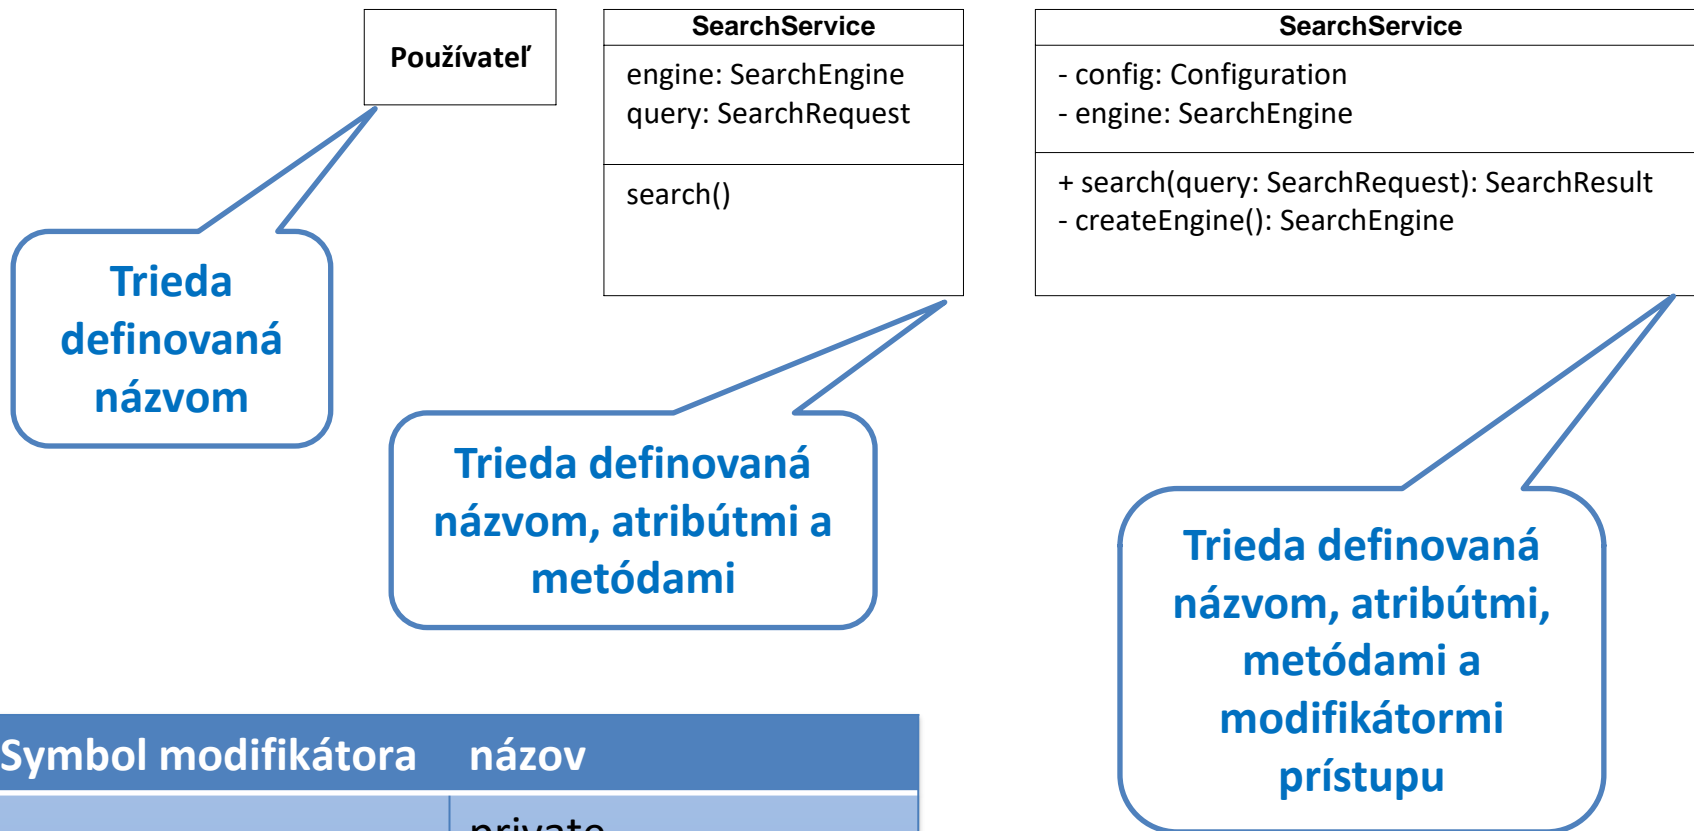 Používateľ
SearchService
engine: SearchEngine
query: SearchRequest
search()
SearchService
- config: Configuration
- engine: SearchEngine
+ search(query: SearchRequest): SearchResult
- createEngine(): SearchEngine
Trieda
definovaná
názvom
Trieda definovaná
názvom, atribútmi a
metódami
Trieda definovaná
názvom, atribútmi,
metódami a
modifikátormi
prístupu
Symbol modifikátora názov
private